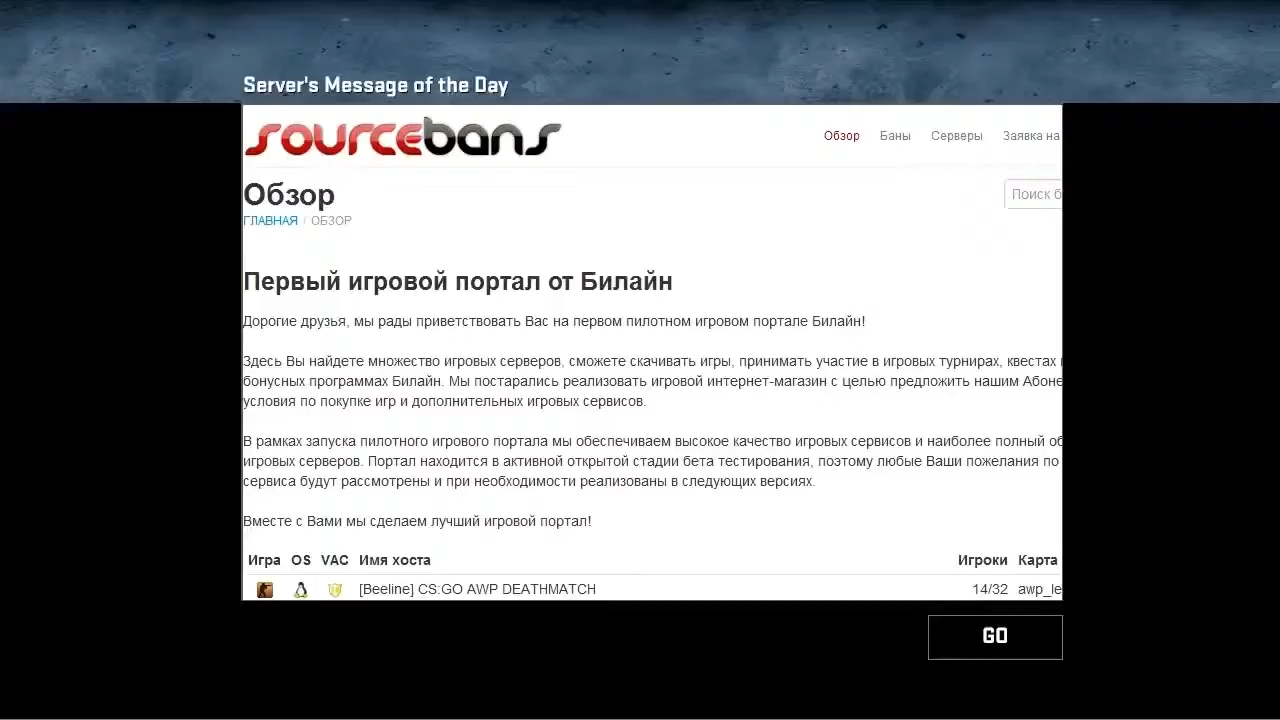 Server's Message of the Day
sourcebans
Обзор Баны Серверы Заявка на
Обзор
Поиск б
ГЛАВНАЯ / ОБЗОР
Первый игровой портал от Билайн
Дорогие друзья, мы рады приветствовать Вас на первом пилотном игровом портале Билайн!
Здесь Вы найдете множество игровых серверов, сможете скачивать игры, принимать участие в игровых турнирах, квестах
бонусных программах Билайн. Мы постарались реализовать игровой интернет-магазин с целью предложить нашим Абоне
условия по покупке игр и дополнительных игровых сервисов.
В рамках запуска пилотного игрового портала мы обеспечиваем высокое качество игровых сервисов и наиболее полный об
игровых серверов. Портал находится в активной открытой стадии бета тестирования, поэтому любые Ваши пожелания по
сервиса будут рассмотрены и при необходимости реализованы в следующих версиях.
Вместе с Вами мы сделаем лучший игровой портал!
Игра OS VAC Имя хоста Игроки Карта
[Beeline] CS:GO AWP DEATHMATCH 14/32 awp_le
GO